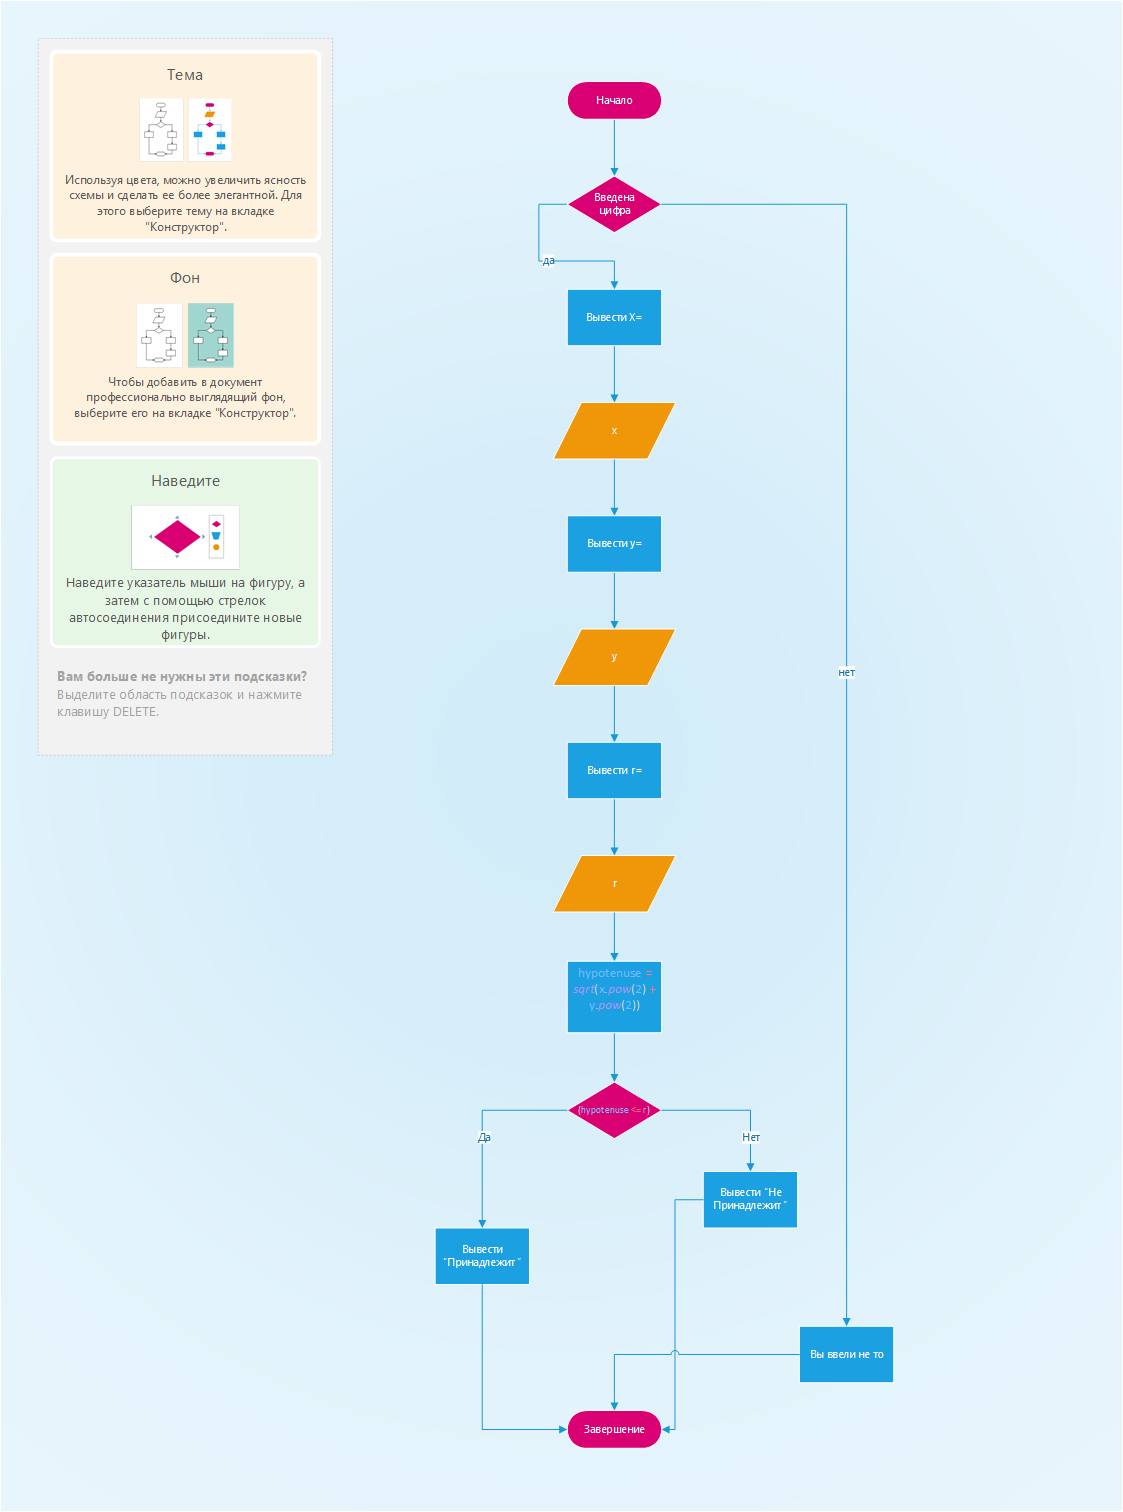 Тема
Используя цвета, можно увеличить ясность
схемы и сделать ее более элегантной. Для
этого выберите тему на вкладке
"Конструктор".
Фон
Чтобы добавить в документ
профессионально выглядящий фон,
выберите его на вкладке "Конструктор".
Наведите
Наведите указатель мыши на фигуру, а
затем с помощью стрелок
автосоединения присоедините новые
фигуры.
Вам больше не нужны эти подсказки?
Выделите область подсказок и нажмите
клавишу DELETE.
Начало
Введена
цифра
да
Вывести X=
x
Вывести y=
y
нет
Вывести r=
r
hypotenuse =
sqrt(x.pow(2) +
y.pow(2))
(hypotenuse <= r)
Да
Нет
Вывести "Не
Принадлежит"
Вывести
"Принадлежит"
Вы ввели не то
Завершение